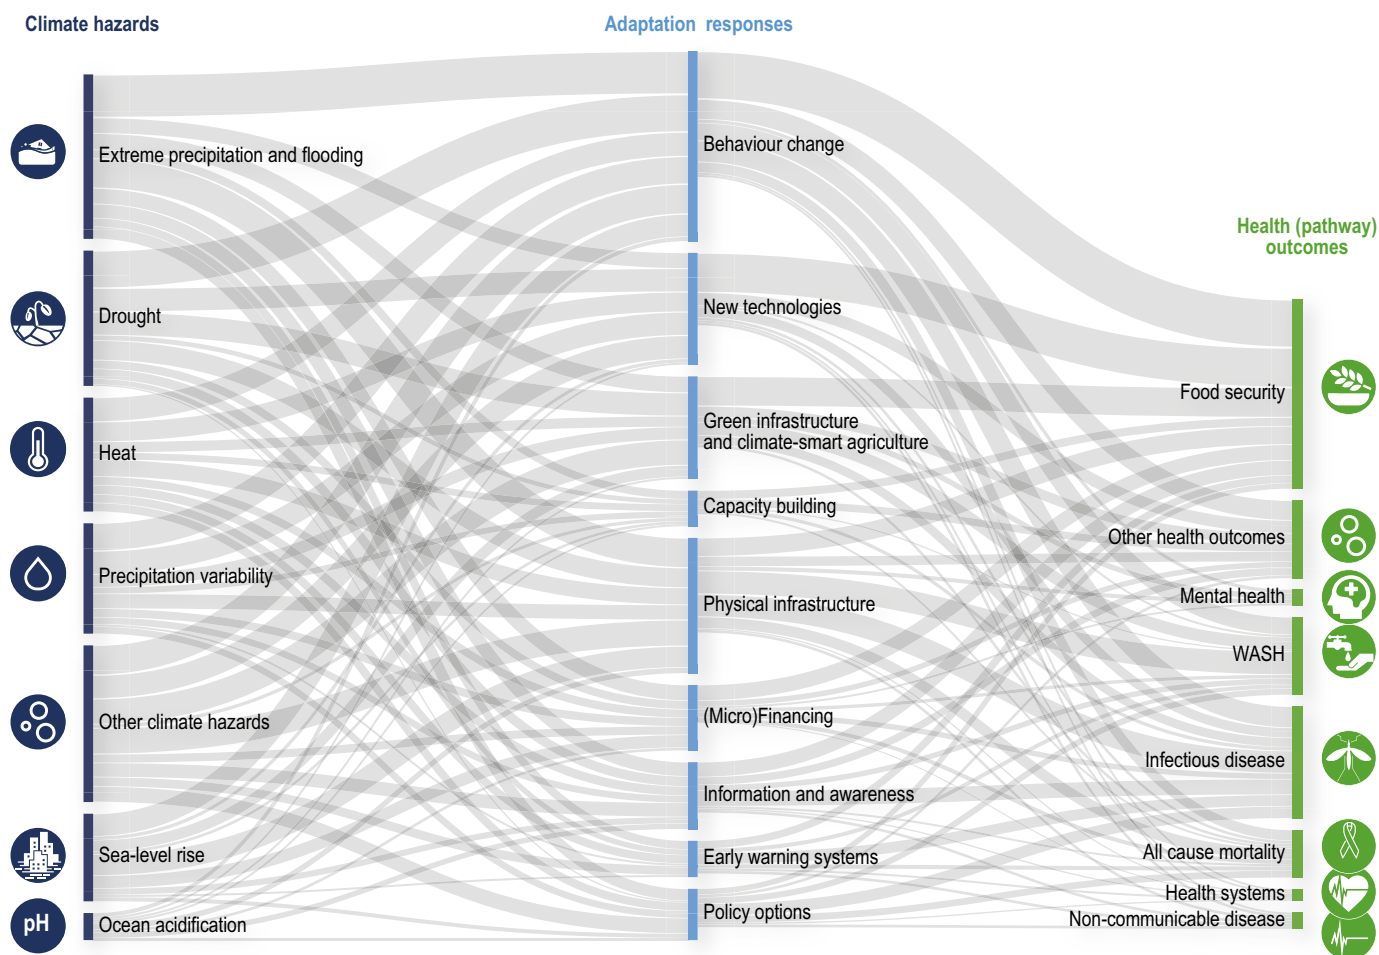 Climate hazards
Extreme precipitation and flooding
Drought
Heat
Precipitation variability
Other climate hazards
Sea-level rise
pH
Ocean acidification
Adaptation responses
Behaviour change
New technologies
Green infrastructure
and climate-smart agriculture
Capacity building
Physical infrastructure
(Micro)Financing
Information and awareness
Early warning systems
Policy options
Health (pathway)
outcomes
Food security
Other health outcomes
Mental health
WASH
Infectious disease
All cause mortality
Health systems
Non-communicable disease